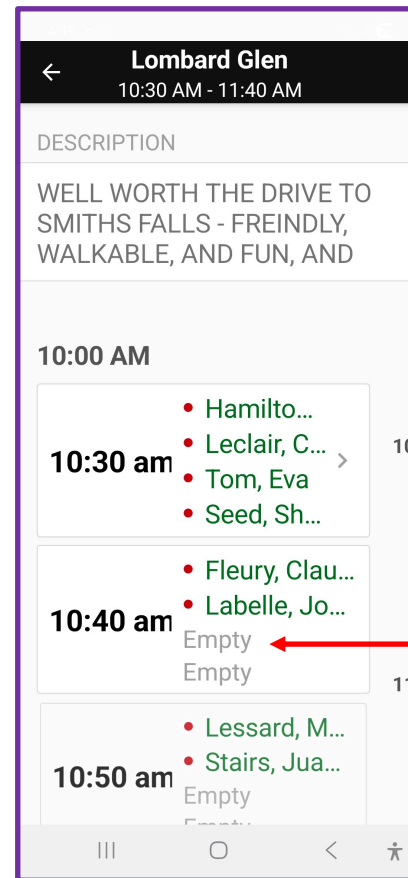 Lombard Glen
10:30 AM - 11:40 AM
DESCRIPTION
WELL WORTH THE DRIVE TO
SMITHS FALLS - FREINDLY,
WALKABLE, AND FUN, AND
10:00 AM
10:30 am
Hamilto...
Leclair, C...
Tom, Eva
Seed, Sh...
10:40 am
Fleury, Clau...
Labelle, Jo...
Empty
Empty
10:50 am
Lessard, M...
Stairs, Jua...
Empty